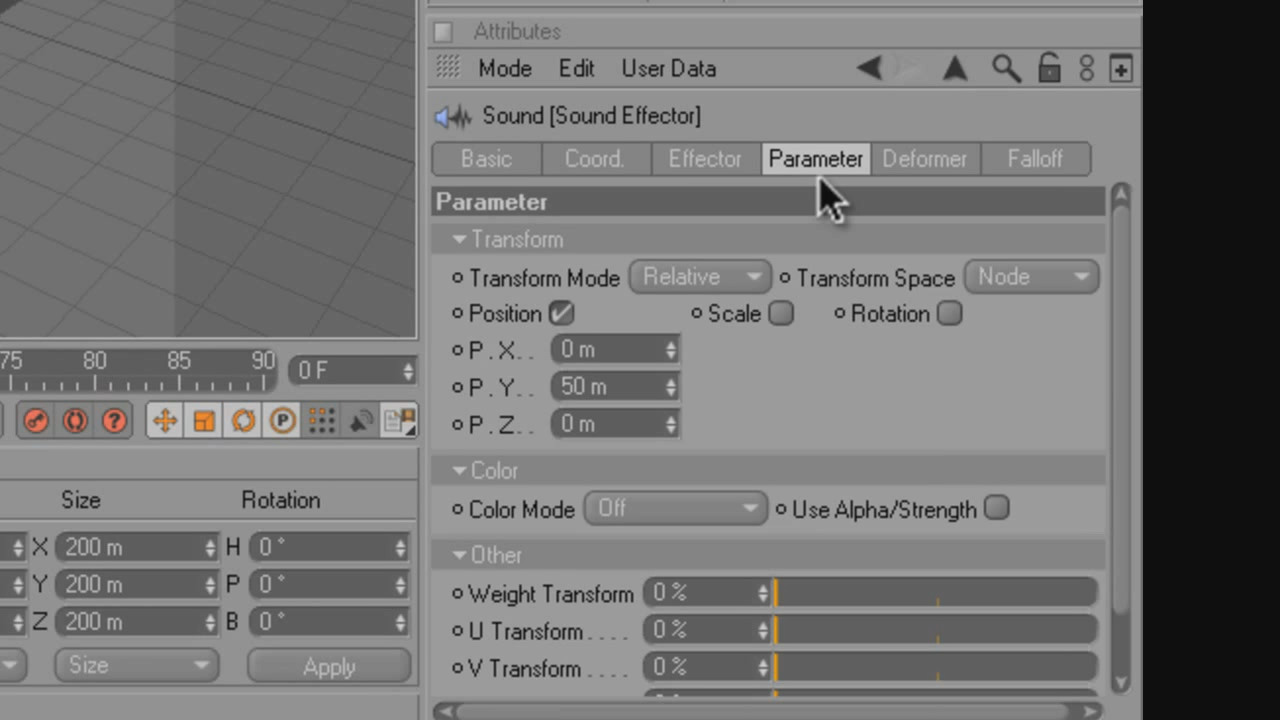 Attributes
Mode Edit User Data
Sound [Sound Effector]
Basic Coord. Effector Parameter Deformer Falloff
Parameter
Transform
Transform Mode Relative Transform Space Node
Position Scale Rotation
P . X. . 0 m
P . Y. . 50 m
P . Z. . 0 m
Color
Color Mode Off Use Alpha/Strength
Other
Weight Transform 0 %
U Transform . . . . 0 %
V Transform . . . . 0 %
75 80 85 90 0 F
P
Size Rotation
X 200 m H 0 °
Y 200 m P 0 °
Z 200 m B 0 °
Size Apply